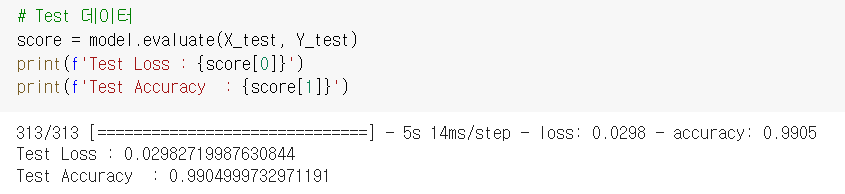 # Test 데이터
score = model.evaluate(X_test, Y_test)
print(f'Test Loss : {score[0]}')
print(f'Test Accuracy  : {score[1]}')
313/313 [==============================] - 5s 14ms/step - loss: 0.0298 - accuracy: 0.9905
Test Loss : 0.02982719987630844
Test Accuracy  : 0.9904999732971191